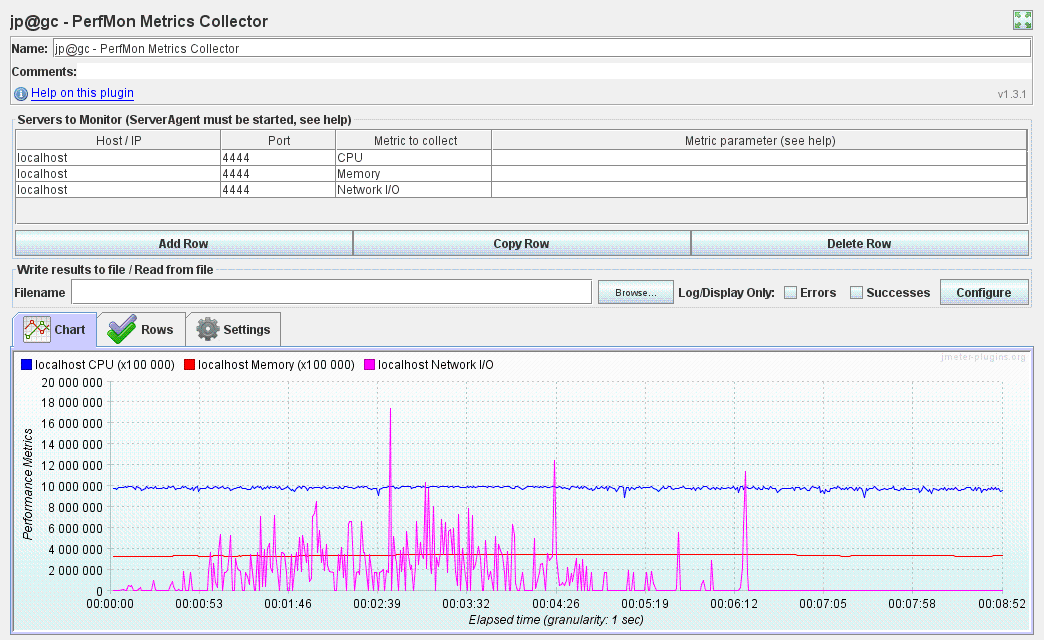 jp@gc - PerfMon Metrics Collector
Name: jp@gc - PerfMon Metrics Collector
Comments:
Help on this plugin
v1.3.1
Servers to Monitor (ServerAgent must be started, see help)
Host / IP Port Metric to collect Metric parameter (see help)
localhost 4444 CPU
localhost 4444 Memory
localhost 4444 Network I/O
Add Row Copy Row Delete Row
Write results to file / Read from file
Filename Browse... Log/Display Only: Errors Successes Configure
Chart Rows Settings
jmeter-plugins.org
localhost CPU (x100 000) localhost Memory (x100 000) localhost Network I/O
Performance Metrics
20 000 000
18 000 000
16 000 000
14 000 000
12 000 000
10 000 000
8 000 000
6 000 000
4 000 000
2 000 000
0
00:00:00 00:00:53 00:01:46 00:02:39 00:03:32 00:04:26 00:05:19 00:06:12 00:07:05 00:07:58 00:08:52
Elapsed time (granularity: 1 sec)